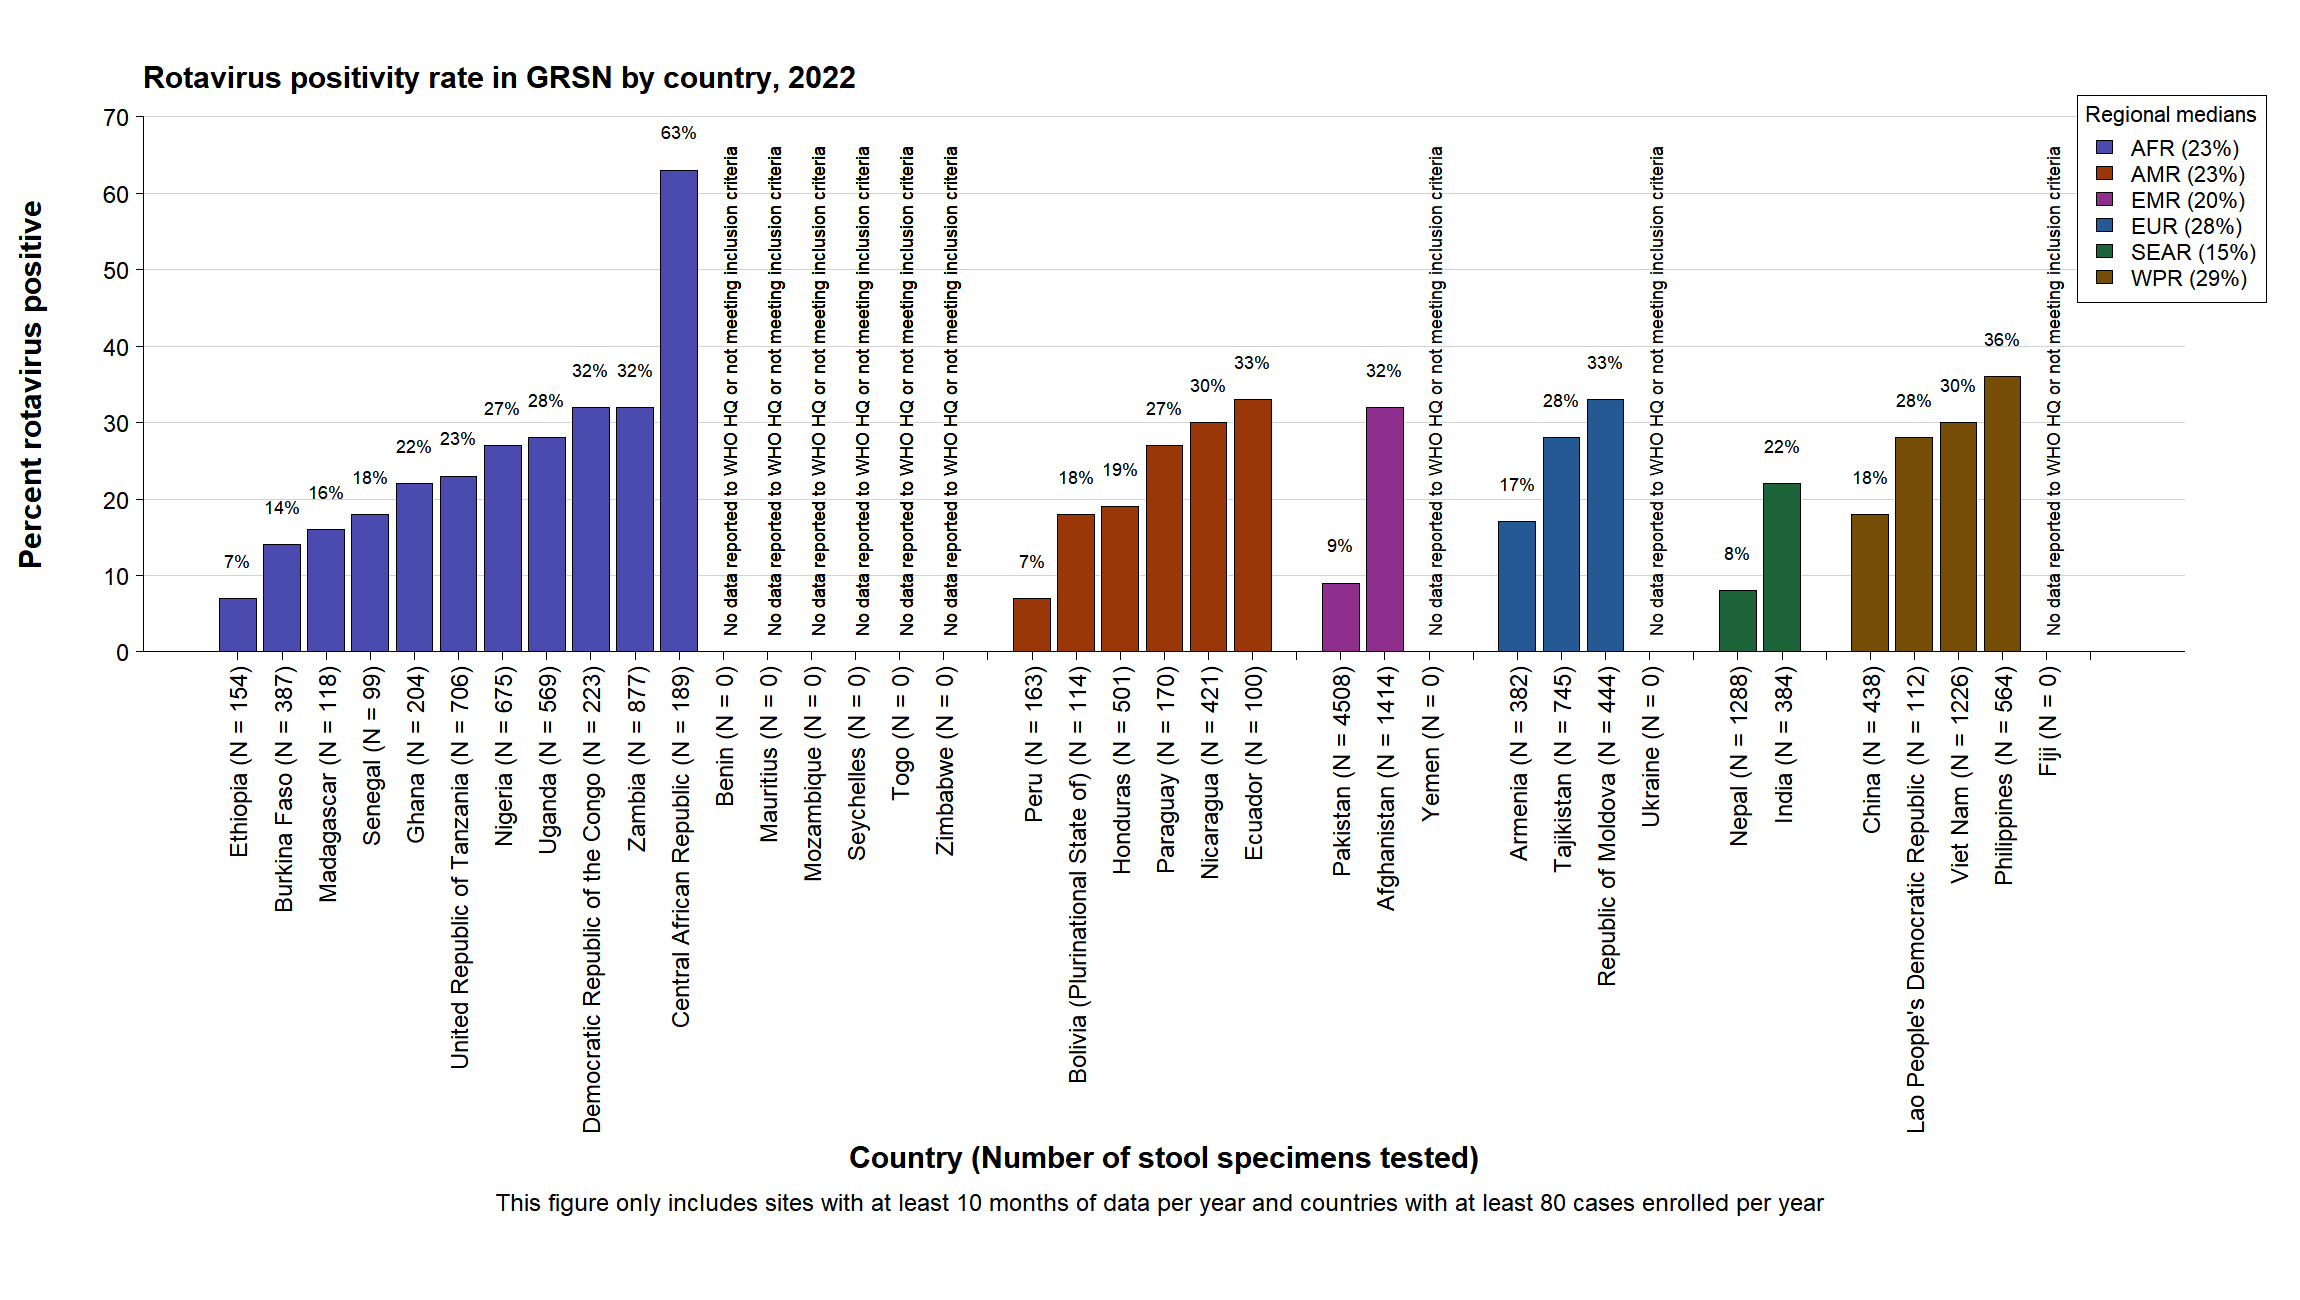 Rotavirus positivity rate in GRSN by country, 2022
Percent rotavirus positive
70
60
50
40
30
20
10
0
7%
14%
16%
18%
22%
23%
27%
28%
32%
32%
63%
No data reported to WHO HQ or not meeting inclusion criteria
No data reported to WHO HQ or not meeting inclusion criteria
No data reported to WHO HQ or not meeting inclusion criteria
No data reported to WHO HQ or not meeting inclusion criteria
No data reported to WHO HQ or not meeting inclusion criteria
No data reported to WHO HQ or not meeting inclusion criteria
7%
18%
19%
27%
30%
33%
9%
32%
No data reported to WHO HQ or not meeting inclusion criteria
17%
28%
33%
No data reported to WHO HQ or not meeting inclusion criteria
8%
22%
18%
28%
30%
36%
No data reported to WHO HQ or not meeting inclusion criteria
Regional medians
AFR (23%)
AMR (23%)
EMR (20%)
EUR (28%)
SEAR (15%)
WPR (29%)
Ethiopia (N = 154)
Burkina Faso (N = 387)
Madagascar (N = 118)
Senegal (N = 99)
Ghana (N = 204)
United Republic of Tanzania (N = 706)
Nigeria (N = 675)
Uganda (N = 569)
Democratic Republic of the Congo (N = 223)
Zambia (N = 877)
Central African Republic (N = 189)
Benin (N = 0)
Mauritius (N = 0)
Mozambique (N = 0)
Seychelles (N = 0)
Togo (N = 0)
Zimbabwe (N = 0)
Peru (N = 163)
Bolivia (Plurinational State of) (N = 114)
Honduras (N = 501)
Paraguay (N = 170)
Nicaragua (N = 421)
Ecuador (N = 100)
Pakistan (N = 4508)
Afghanistan (N = 1414)
Yemen (N = 0)
Armenia (N = 382)
Tajikistan (N = 745)
Republic of Moldova (N = 444)
Ukraine (N = 0)
Nepal (N = 1288)
India (N = 384)
China (N = 438)
Lao People's Democratic Republic (N = 112)
Viet Nam (N = 1226)
Philippines (N = 564)
Fiji (N = 0)
Country (Number of stool specimens tested)
This figure only includes sites with at least 10 months of data per year and countries with at least 80 cases enrolled per year